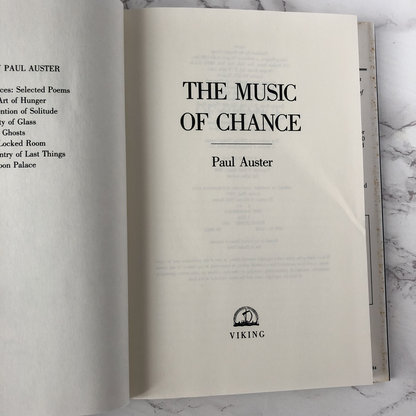 PAUL AUSTER
ces: Selected Poems
Art of Hunger
ention of Solitude
ty of Glass
Ghosts
Locked Room
ntry of Last Things
oon Palace
THE MUSIC
OF CHANCE
Paul Auster
VIKING